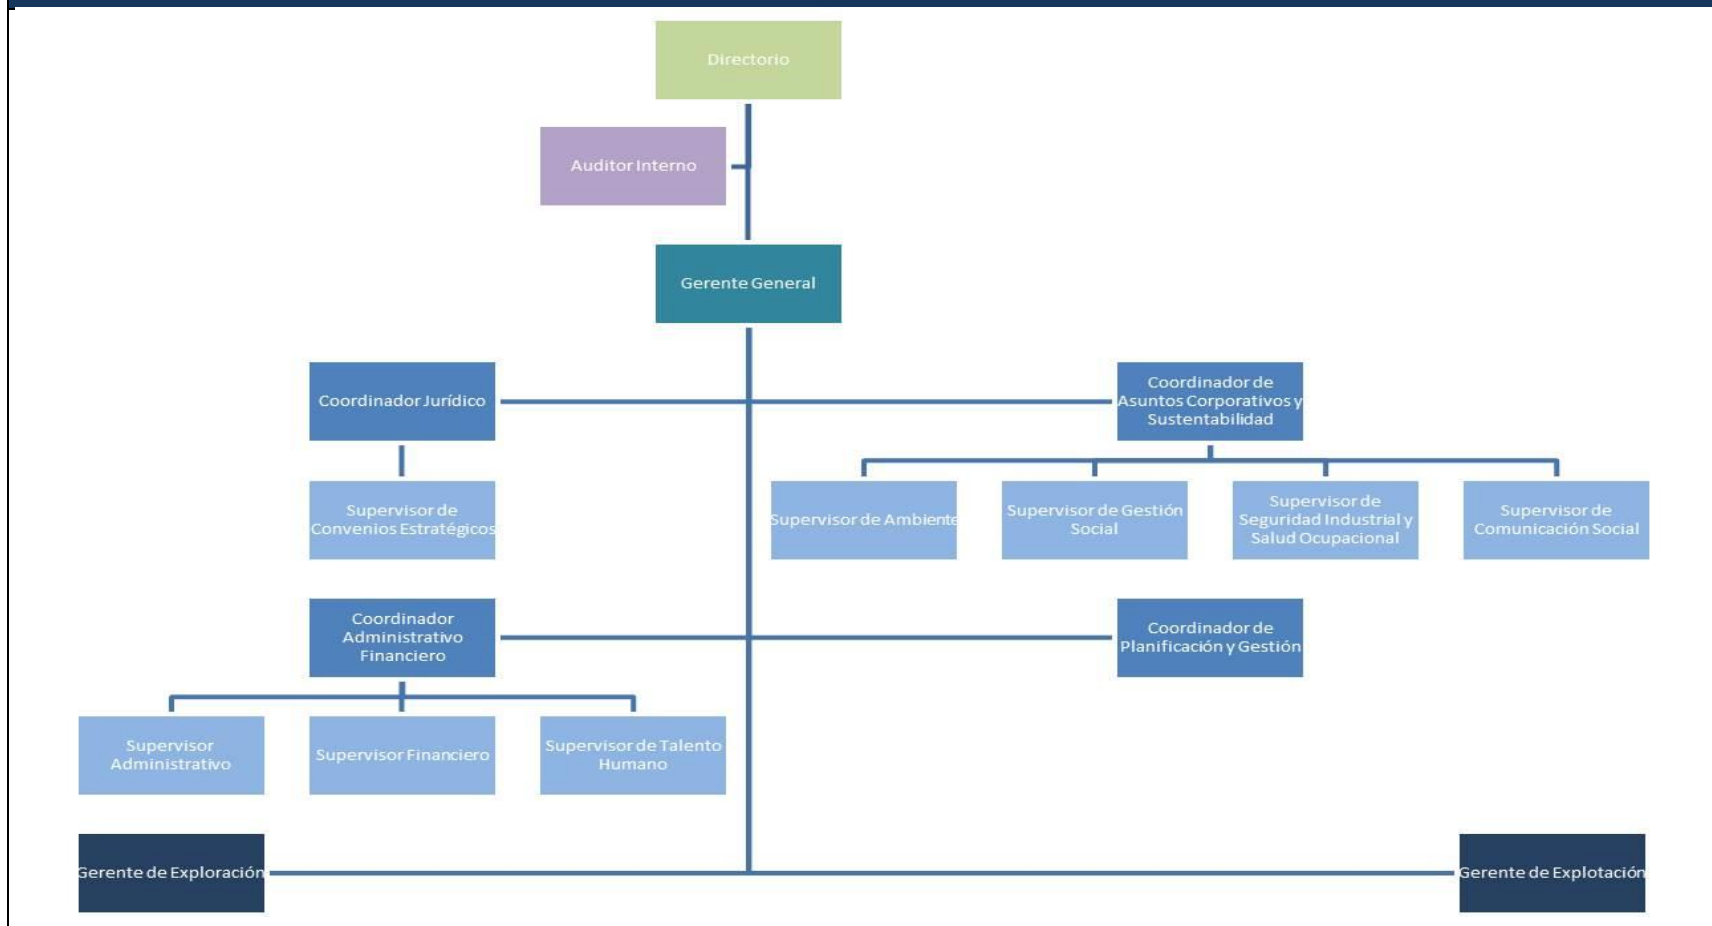 Directorio
Auditor Interno
Gerente General
Coordinador Jurídico
Coordinador de
Asuntos Corporativos y
Sustentabilidad
Supervisor de
Convenios Estratégicos
Supervisor de Ambiente
Supervisor de Gestión
Social
Supervisor de
Seguridad Industrial y
Salud Ocupacional
Supervisor de
Comunicación Social
Coordinador
Administrativo
Financiero
Coordinador de
Planificación y Gestión
Supervisor
Administrativo
Supervisor Financiero
Supervisor de Talento
Humano
Gerente de Exploración
Gerente de Explotación